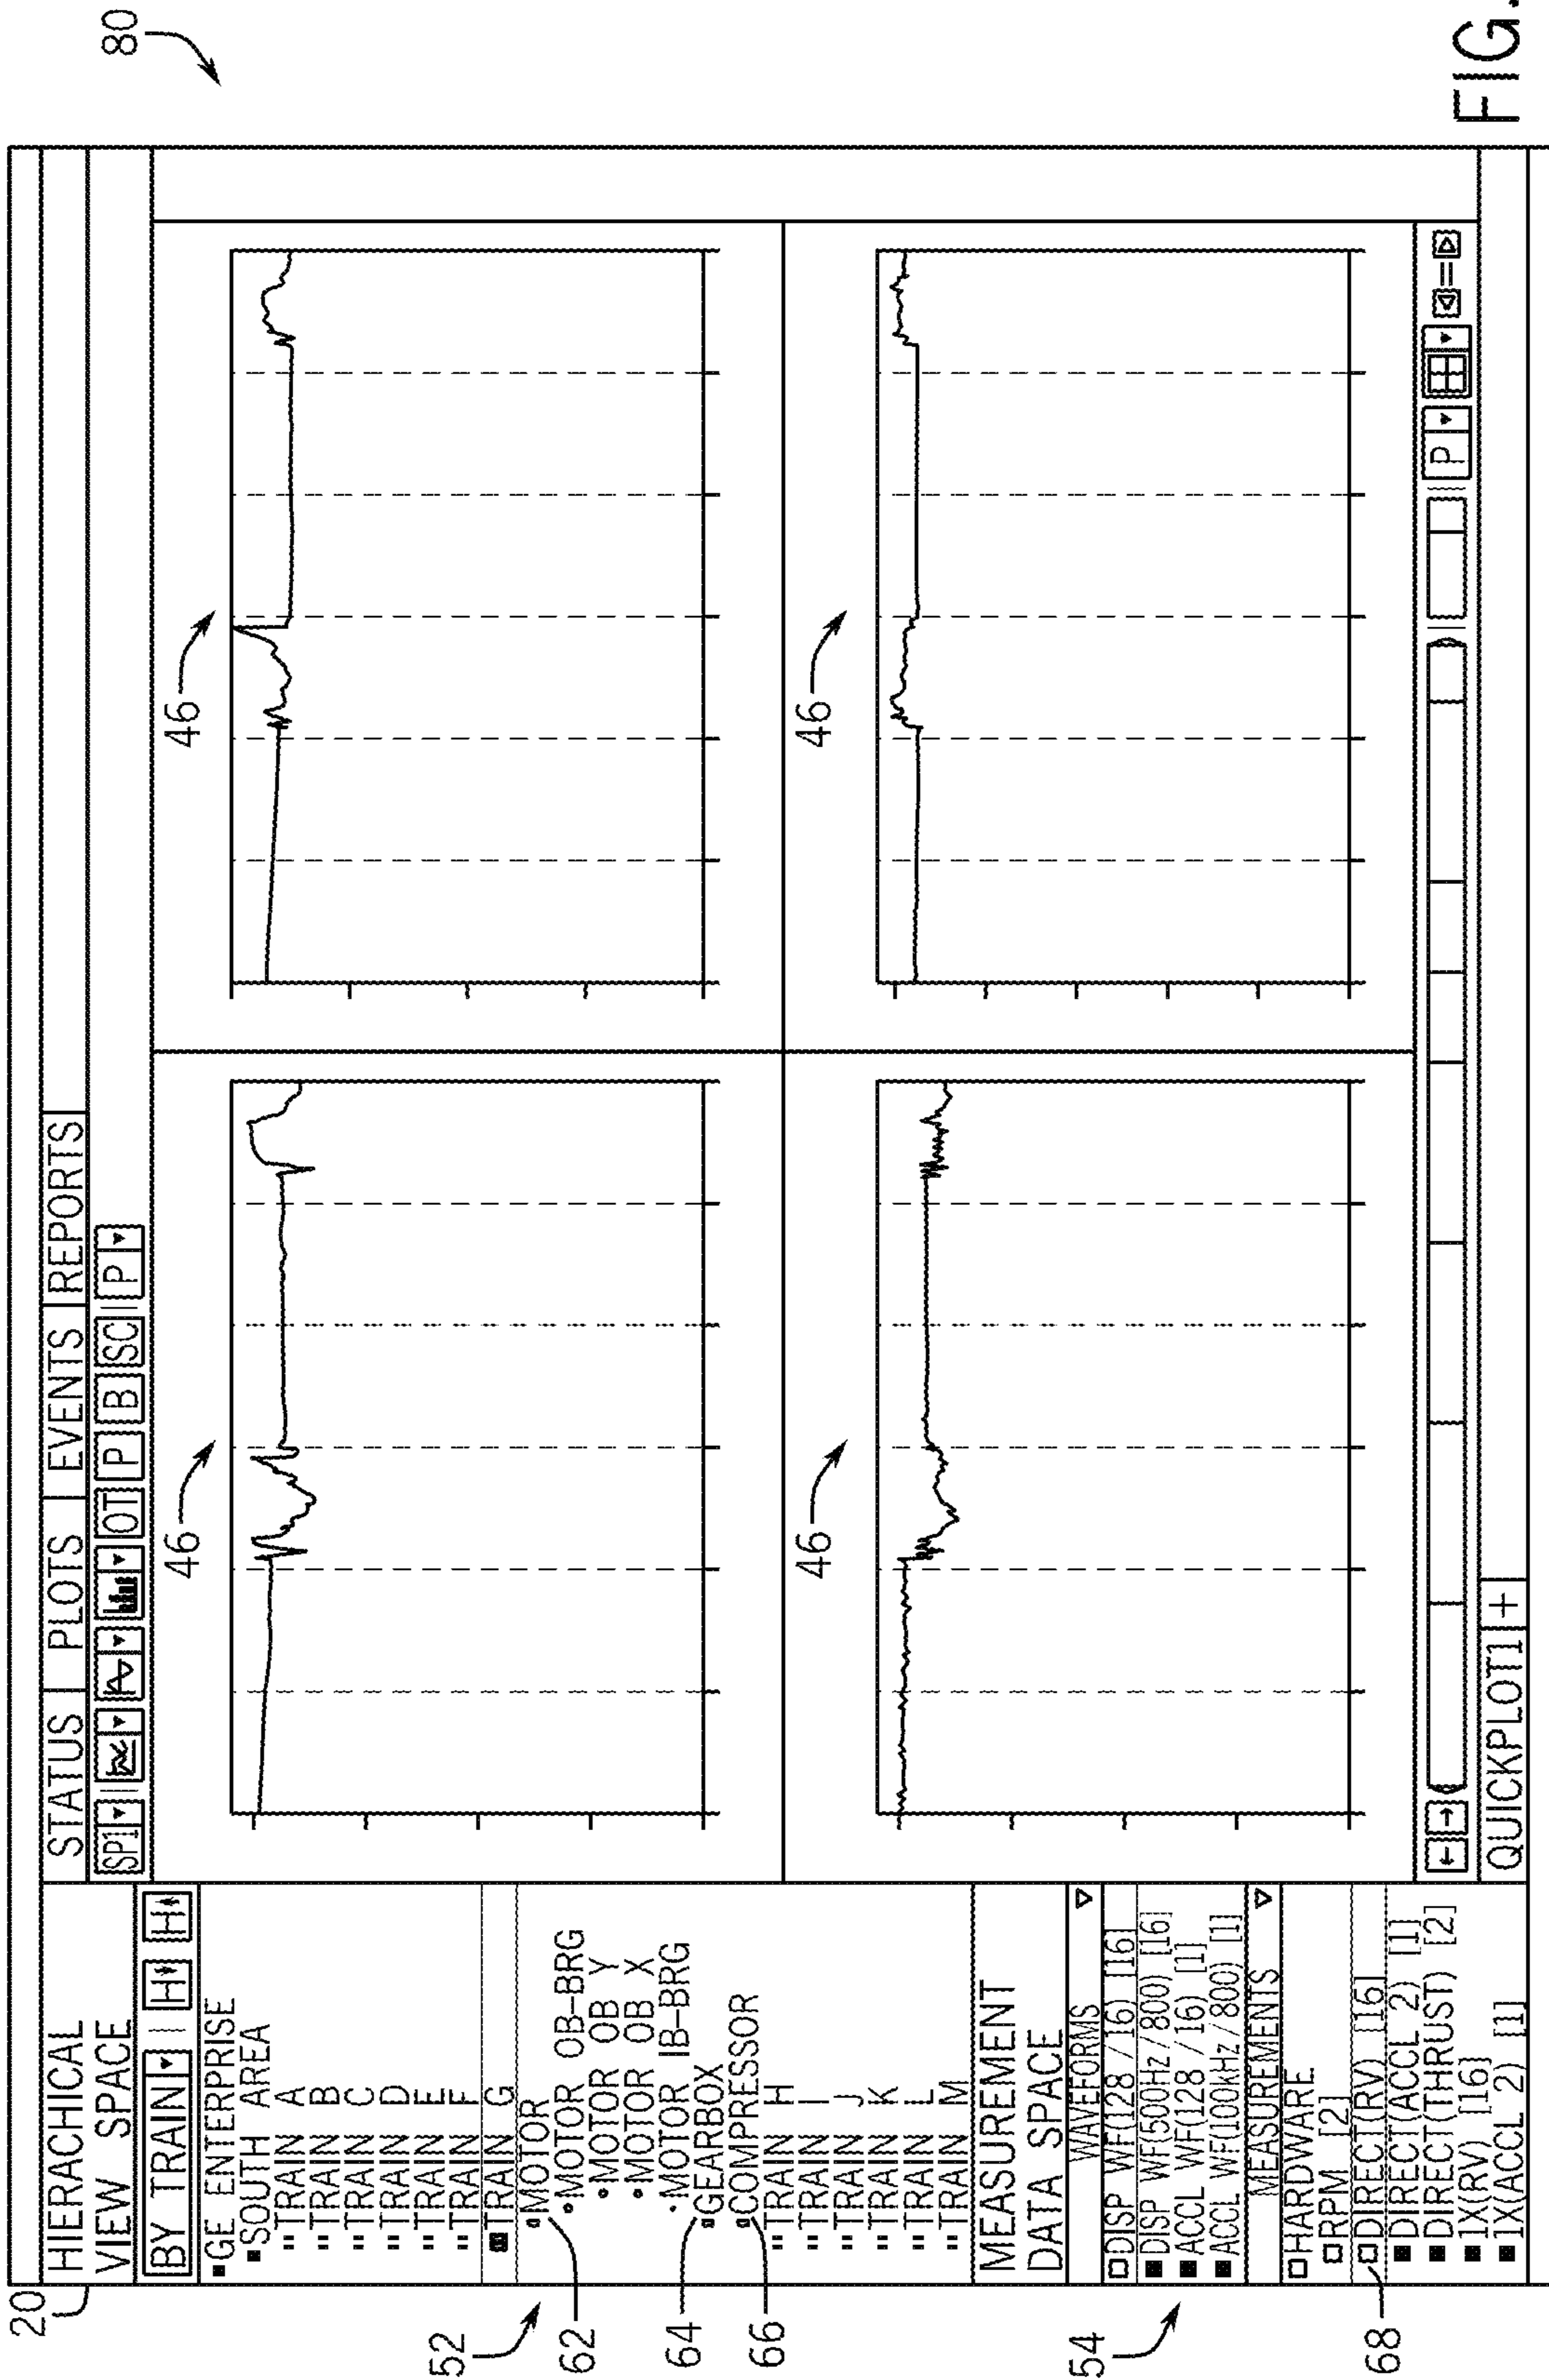 20
80
HIERACHICAL
VIEW SPACE
BY TRAIN
H
H
STATUS
PLOTS
EVENTS
REPORTS
SP1
OT
P
B
SC
P
GE ENTERPRISE
SOUTH AREA
TRAIN A
TRAIN B
TRAIN C
TRAIN D
TRAIN E
TRAIN F
TRAIN G
MOTOR
MOTOR OB-BRG
MOTOR OB Y
MOTOR OB X
MOTOR IB-BRG
GEARBOX
COMPRESSOR
TRAIN H
TRAIN I
TRAIN J
TRAIN K
TRAIN L
TRAIN M
52
62
64
66
MEASUREMENT
DATA SPACE
WAVEFORMS
DISP WF(128/16) [16]
DISP WF(500Hz/800) [16]
ACCL WF(128/16) [1]
ACCL WF(100kHz/800) [1]
MEASUREMENTS
HARDWARE
RPM [2]
DIRECT(RV) [16]
DIRECT(ACCL 2) [1]
DIRECT(THRUST) [2]
1X(RV) [16]
1X(ACCL 2) [1]
54
68
46
46
46
46
P
QUICKPLOT1
+
FIG.